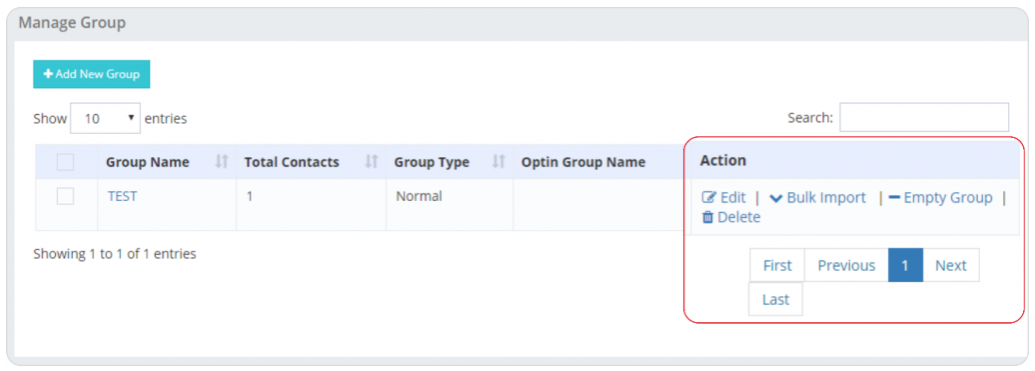 Manage Group
Add New Group
Show 10 entries
Search:
Group Name Total Contacts Group Type Optin Group Name Action
TEST 1 Normal Edit | Bulk Import | Empty Group |
Delete
Showing 1 to 1 of 1 entries
First Previous 1 Next
Last